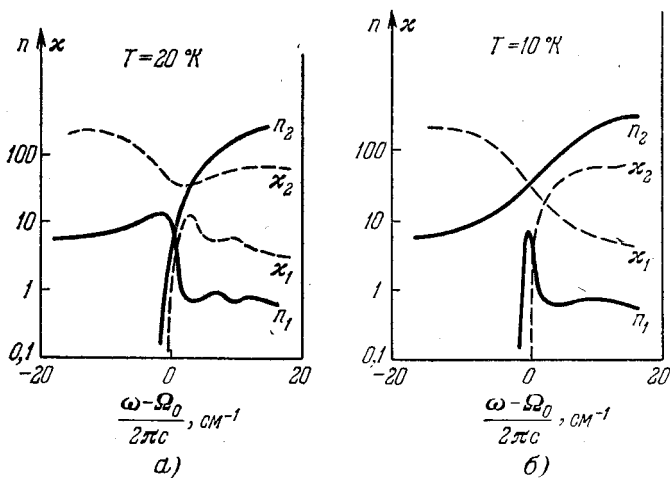 n ϰ
T = 20 °K
100
10
1
0,1
-20
0
20
n₂
ϰ₂
ϰ₁
n₁
ω-Ω₀
2πc
, см⁻¹
а)
n ϰ
T = 10 °K
100
10
1
0,1
-20
0
20
n₂
ϰ₂
ϰ₁
n₁
ω-Ω₀
2πc
, см⁻¹
б)